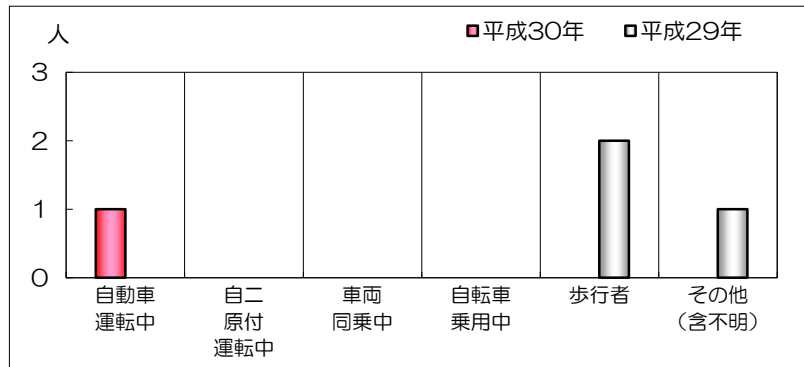 人
平成30年 平成29年
3
2
1
0
自動車
運転中
自二
原付
運転中
車両
同乗中
自転車
乗用中
歩行者
その他
(含不明)